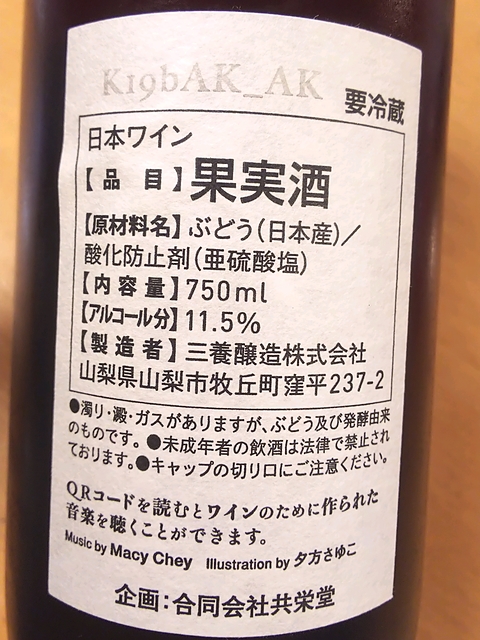 K19bAK_AK
要冷蔵
日本ワイン
【品 目】果実酒
【原材料名】ぶどう(日本産)/
酸化防止剤(亜硫酸塩)
【内容量】750ml
【アルコール分】11.5%
【製造者】三養醸造株式会社
山梨県山梨市牧丘町窪平237-2
●濁り・澱・ガスがありますが、ぶどう及び発酵由来
のものです。●未成年者の飲酒は法律で禁止され
ております。●キャップの切り口にご注意ください。
QRコードを読むとワインのために作られた
音楽を聴くことができます。
Music by Macy Chey Illustration by 夕方さゆこ
企画:合同会社共栄堂